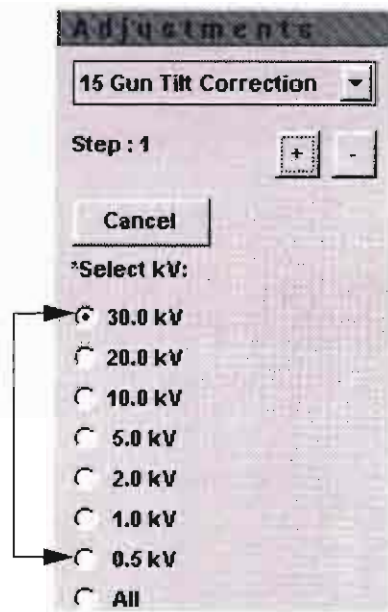 Adjustments
15 Gun Tilt Correction
Step : 1
+ -
Cancel
*Select kV:
30.0 kV
20.0 kV
10.0 kV
5.0 kV
2.0 kV
1.0 kV
0.5 kV
All